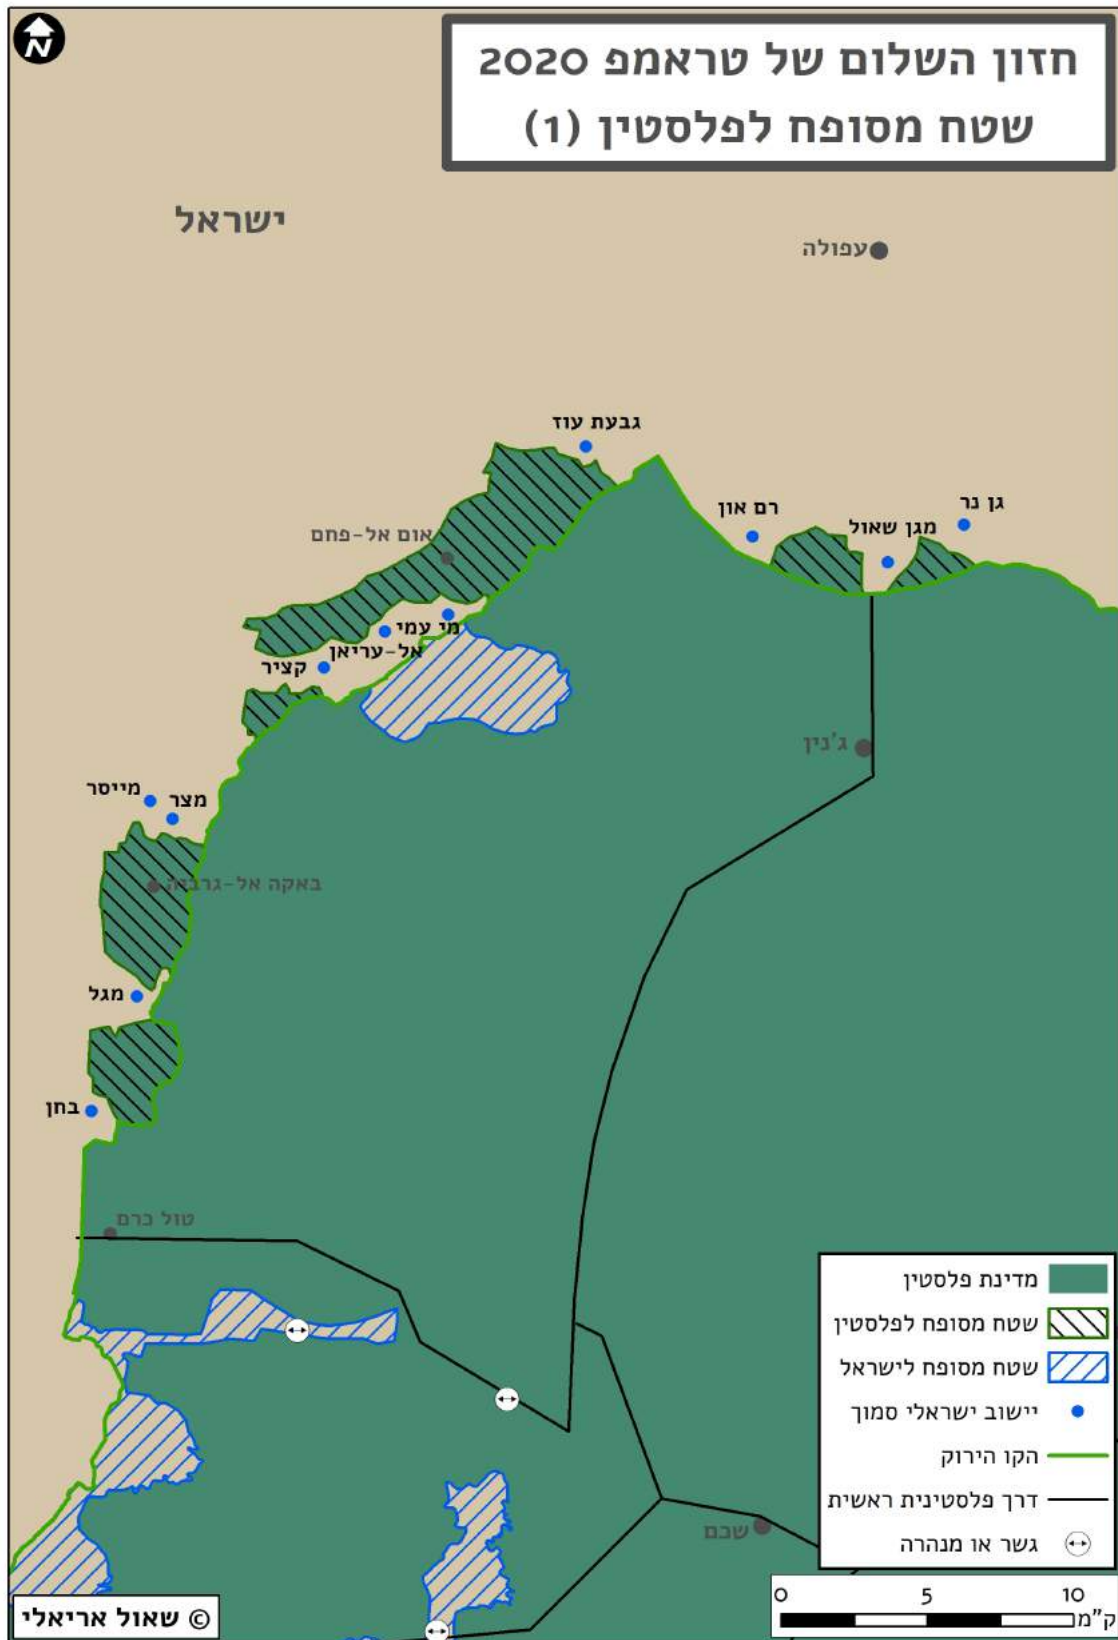 N
חזון השלום של טראמפ 2020
שטח מסופח לפלסטין (1)
ישראל
עפולה
גבעת עוז
גן נר
רם און
מגן שאול
אום אל-פחם
מי עמי
אל-עריאן
קציר
ג'נין
מייסר
מצר
באקה אל-גרביה
מגל
בחן
טול כרם
מדינת פלסטין
שטח מסופח לפלסטין
שטח מסופח לישראל
יישוב ישראלי סמוך
הקו הירוק
דרך פלסטינית ראשית
גשר או מנהרה
שכם
0 5 10
ק"מ
© שאול אריאלי